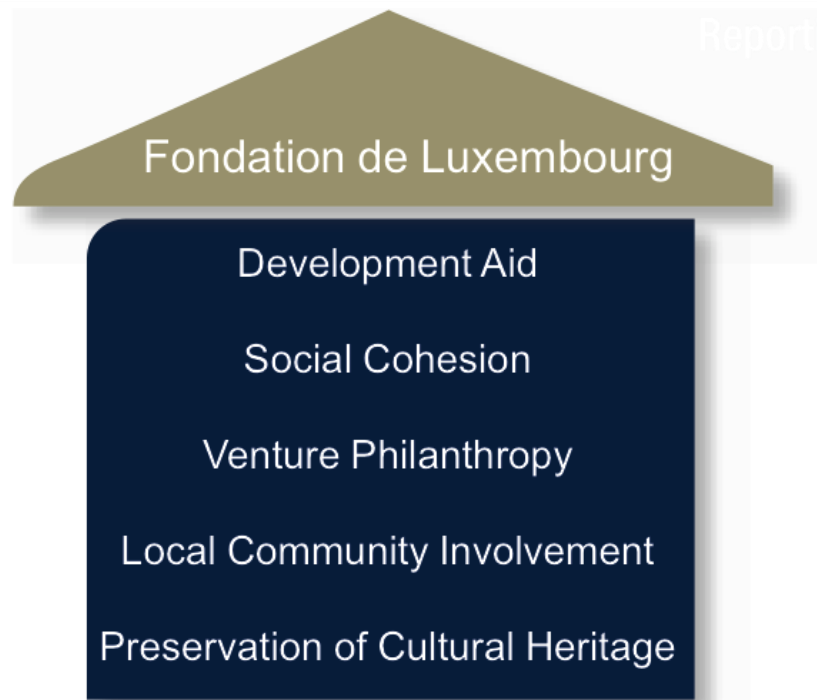 Report
Fondation de Luxembourg
Development Aid
Social Cohesion
Venture Philanthropy
Local Community Involvement
Preservation of Cultural Heritage